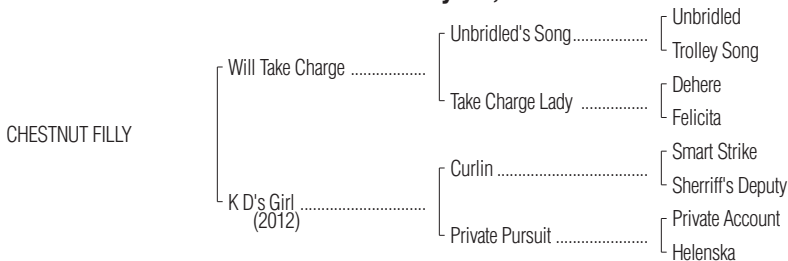 Unbridled
Unbridled's Song
Trolley Song
Will Take Charge
Dehere
Take Charge Lady
Felicita
CHESTNUT FILLY
Smart Strike
Curlin
Sherriff's Deputy
K D's Girl
(2012)
Private Account
Private Pursuit
Helenska